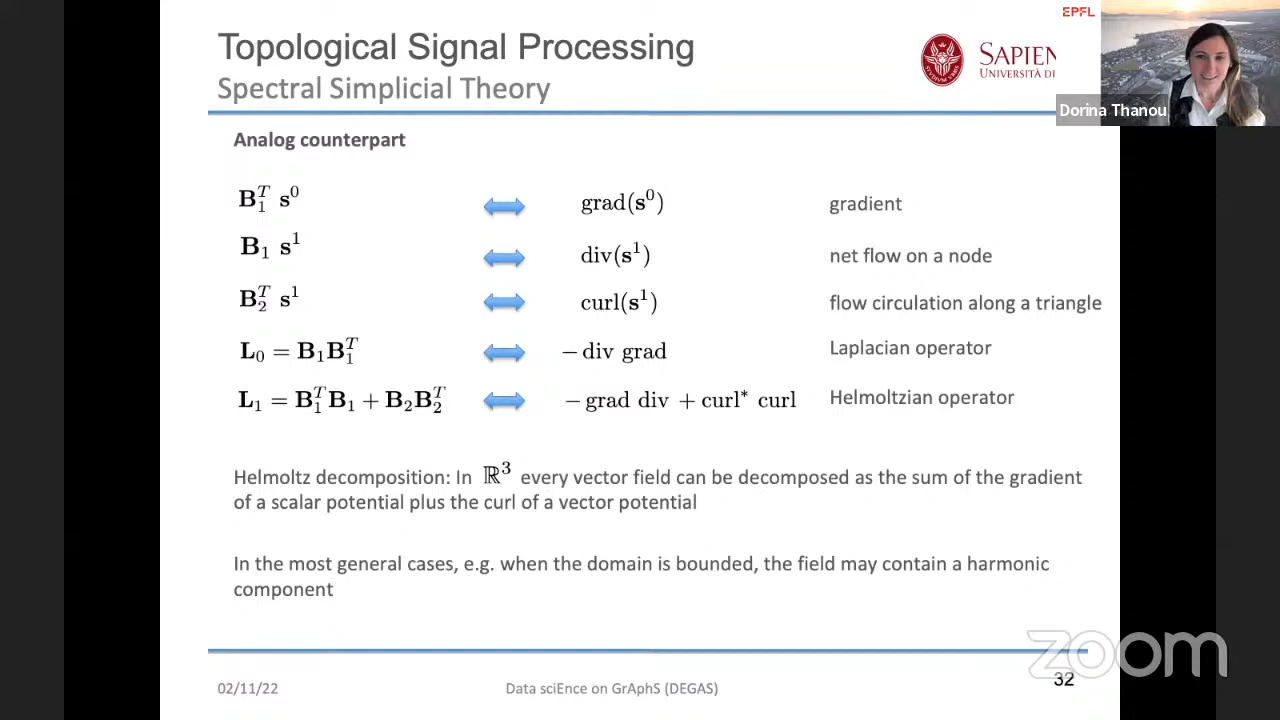 EPFL
Dorina Thanou
Topological Signal Processing
Spectral Simplicial Theory
SAPIEN
UNIVERSITÀ DI
Analog counterpart
B₁ᵀ s⁰ ⟺ grad(s⁰) gradient
B₁ s¹ ⟺ div(s¹) net flow on a node
B₂ᵀ s¹ ⟺ curl(s¹) flow circulation along a triangle
L₀ = B₁B₁ᵀ ⟺ − div grad Laplacian operator
L₁ = B₁ᵀB₁ + B₂B₂ᵀ ⟺ − grad div + curl* curl Helmoltzian operator
Helmoltz decomposition: In ℝ³ every vector field can be decomposed as the sum of the gradient
of a scalar potential plus the curl of a vector potential
In the most general cases, e.g. when the domain is bounded, the field may contain a harmonic
component
zoom
02/11/22 Data sciEnce on GrAphS (DEGAS) 32